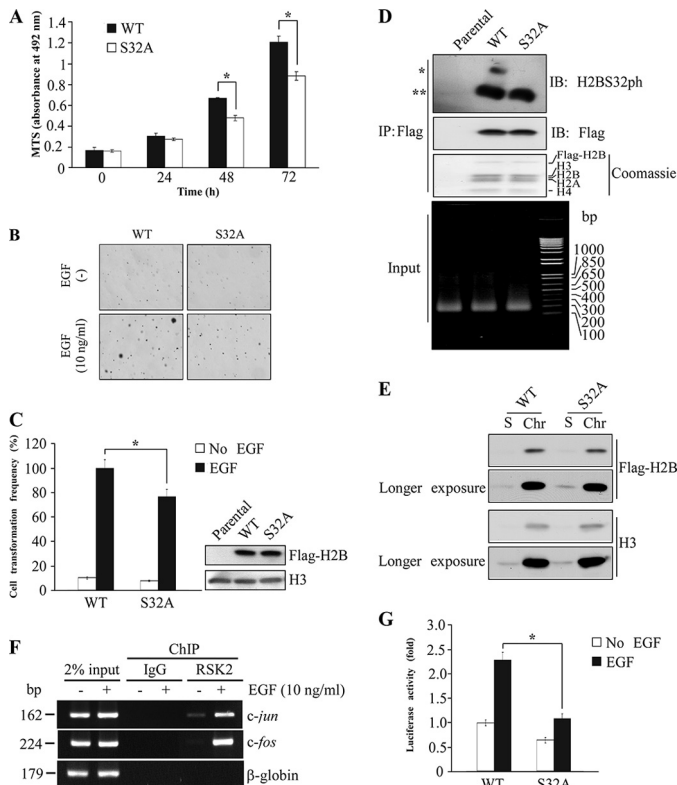 A
MTS (absorbance at 492 nm)
1.4
1.2
1.0
0.8
0.6
0.4
0.2
0
WT
S32A
*
*
0 24 48 72
Time (h)
B
WT S32A
EGF (-)
EGF (10 ng/ml)
C
Cell transformation frequency (%)
120
100
80
60
40
20
0
No EGF
EGF
*
WT S32A
Parental WT S32A
Flag-H2B
H3
D
Parental WT S32A
*
**
IB: H2BS32ph
IP:Flag
IB: Flag
Flag-H2B
H3
H2B
H2A
H4
Coomassie
Input
bp
1000
850
650
500
400
300
200
100
E
WT S32A
S Chr S Chr
Flag-H2B
Longer exposure
H3
Longer exposure
F
ChIP
2% input IgG RSK2
bp - + - + - + EGF (10 ng/ml)
162 c-jun
224 c-fos
179 β-globin
G
Luciferase activity (fold)
3.0
2.5
2.0
1.5
1.0
0.5
0
No EGF
EGF
*
WT S32A